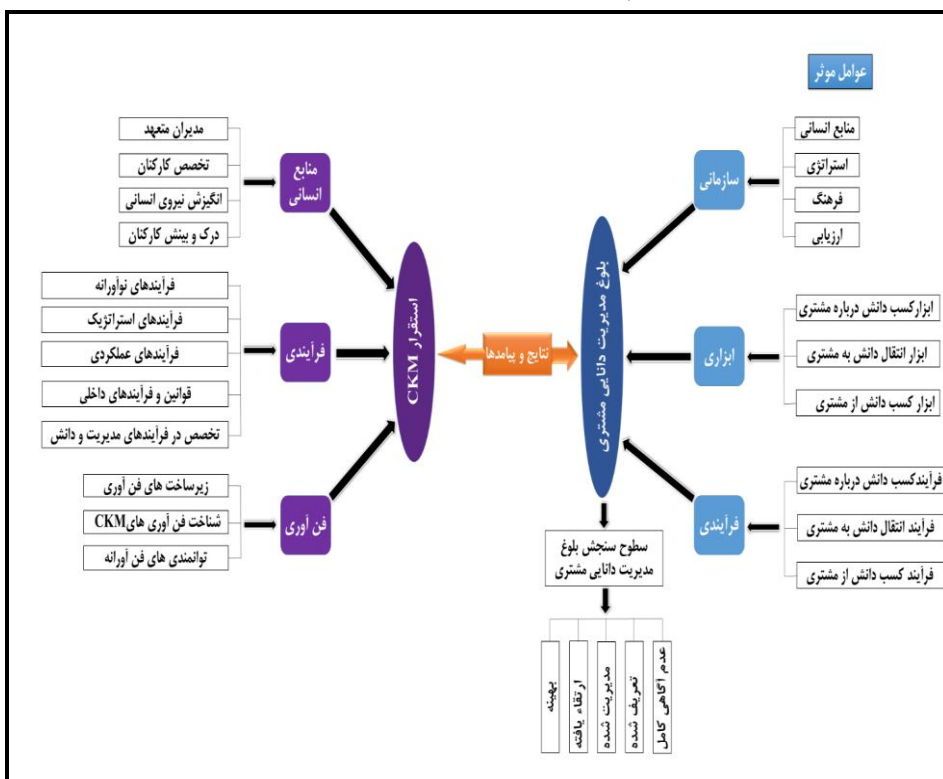 عوامل موثر
منابع انسانی
استراتژی
فرهنگ
ارزیابی
سازمانی
ابزارکسب دانش درباره مشتری
ابزار انتقال دانش به مشتری
ابزار کسب دانش از مشتری
ابزاری
فرآیندکسب دانش درباره مشتری
فرآیند انتقال دانش به مشتری
فرآیند کسب دانش از مشتری
فرآیندی
بلوغ مدیریت دانایی مشتری
سطوح سنجش بلوغ
مدیریت دانایی مشتری
عدم آگاهی کامل
تعریف شده
مدیریت شده
ارتقاء یافته
بهینه
نتایج و پیامدها
استقرار CKM
منابع
انسانی
مدیران متعهد
تخصص کارکنان
انگیزش نیروی انسانی
درک و بینش کارکنان
فرآیندی
فرآیندهای نوآورانه
فرآیندهای استراتژیک
فرآیندهای عملکردی
قوانین و فرآیندهای داخلی
تخصص در فرآیندهای مدیریت و دانش
فن آوری
زیرساخت های فن آوری
شناخت فن آوری هایCKM
توانمندی های فن آورانه